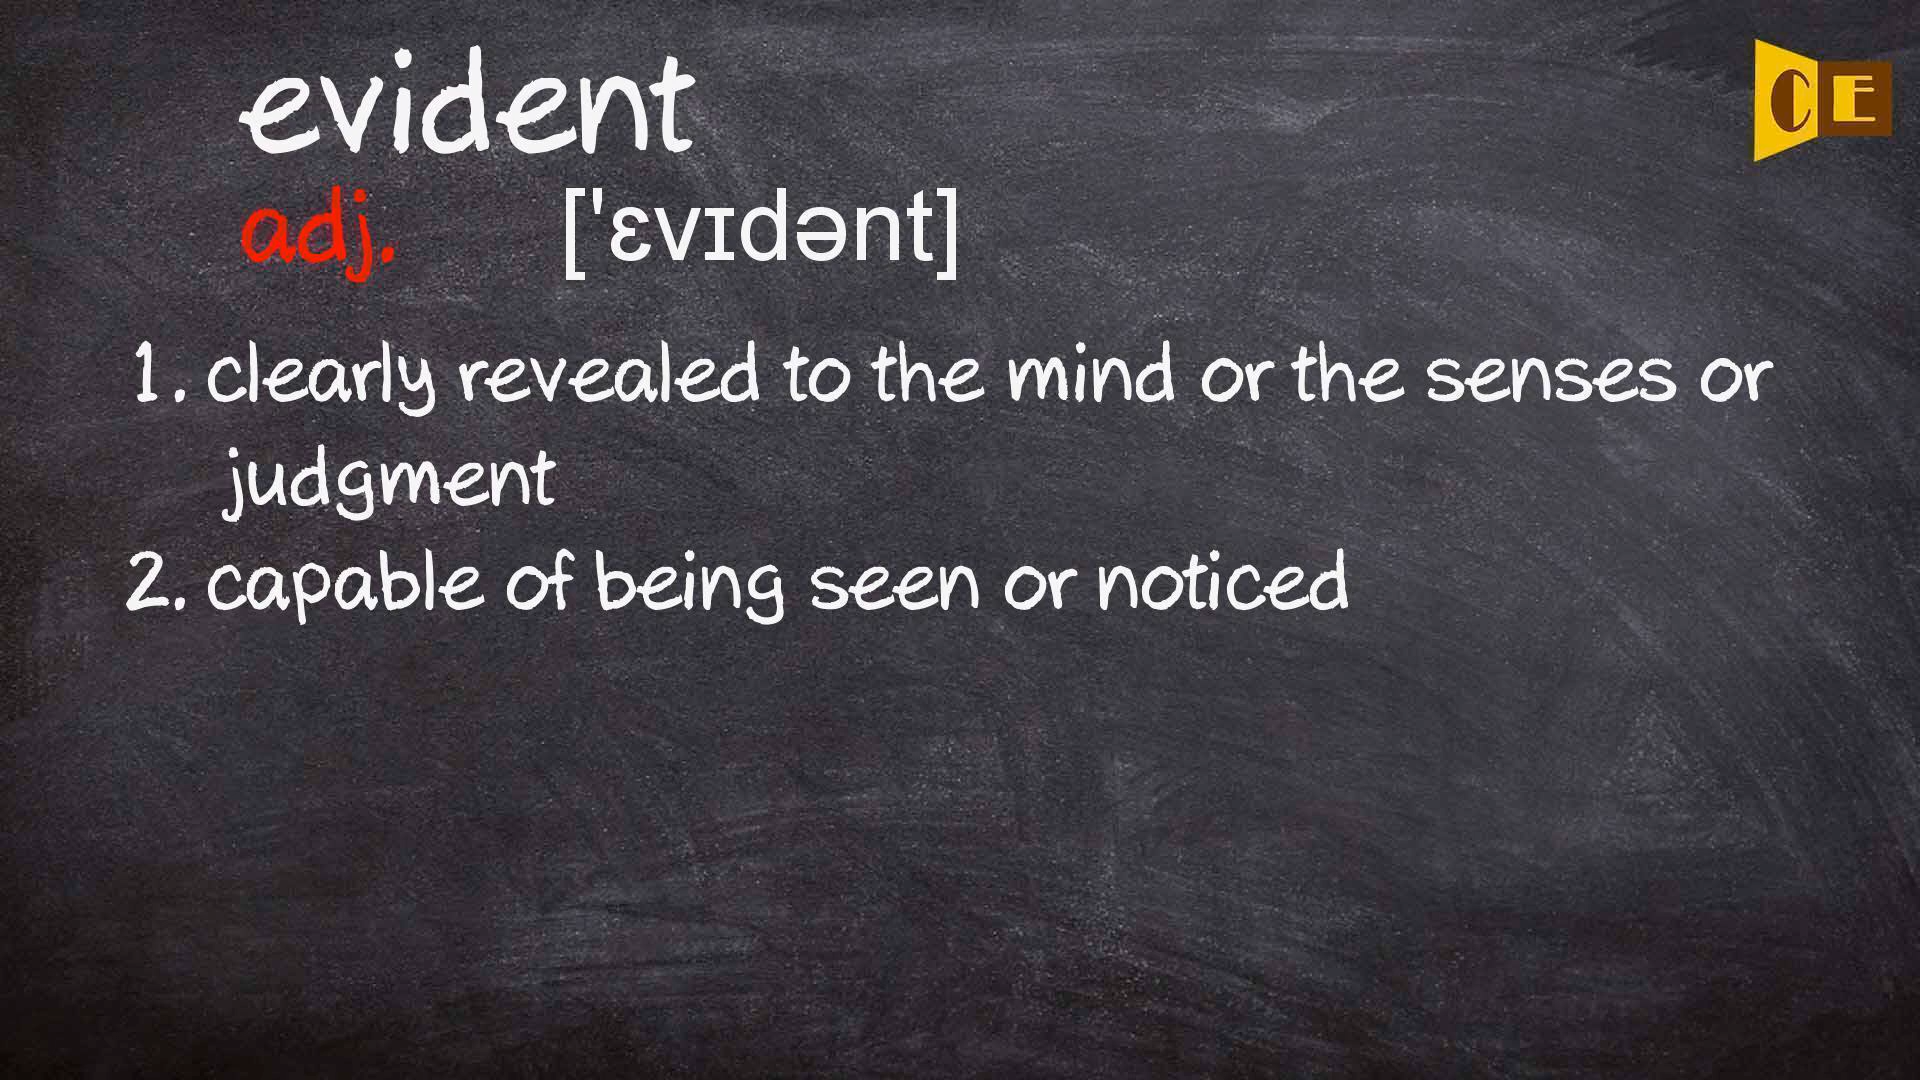 evident
CE
adj. ['ɛvɪdənt]
1. clearly revealed to the mind or the senses or
judgment
2. capable of being seen or noticed